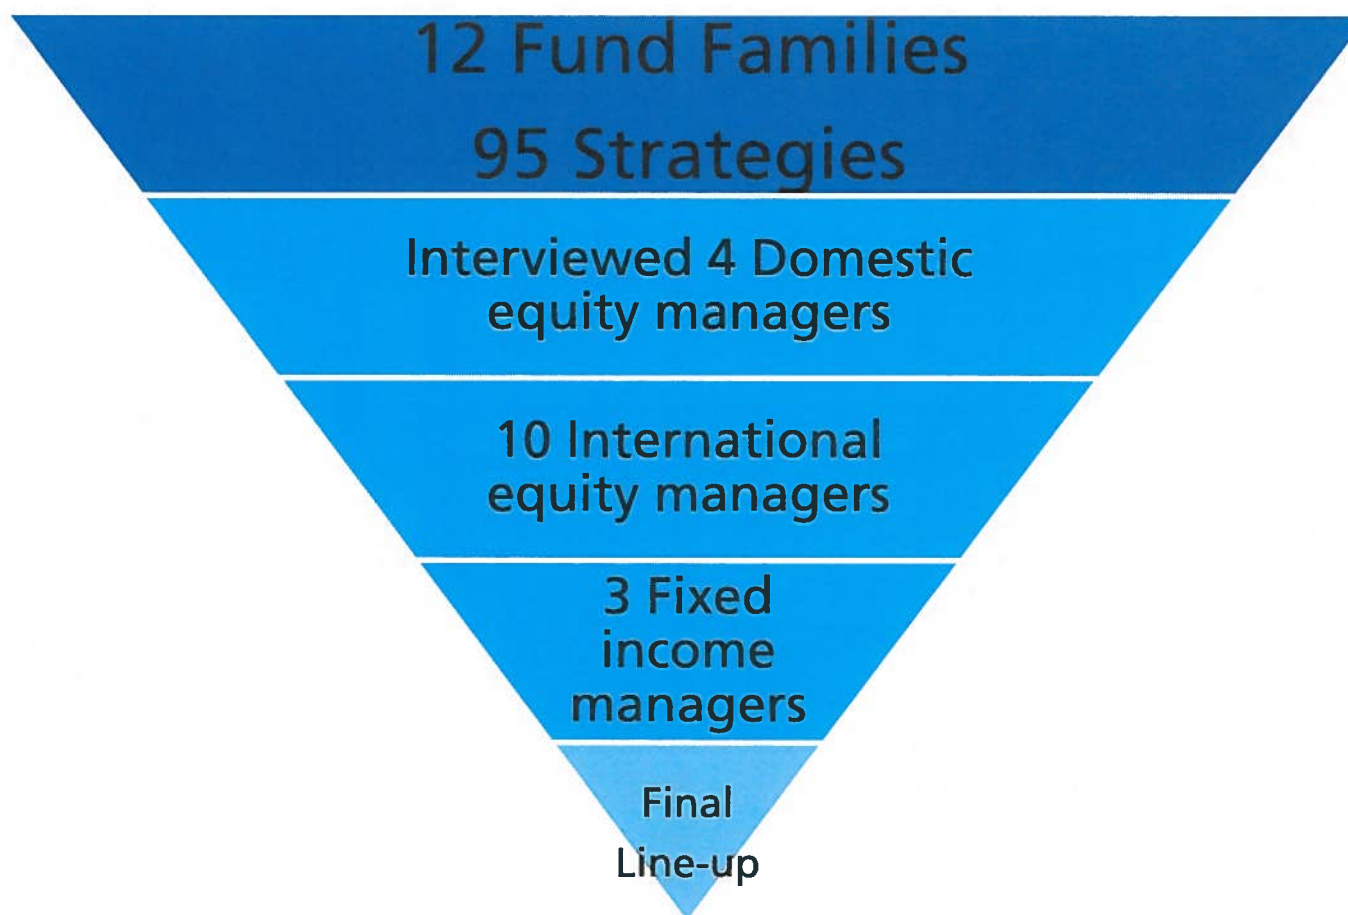 12 Fund Families
95 Strategies
Interviewed 4 Domestic
equity managers
10 International
equity managers
3 Fixed
income
managers
Final
Line-up